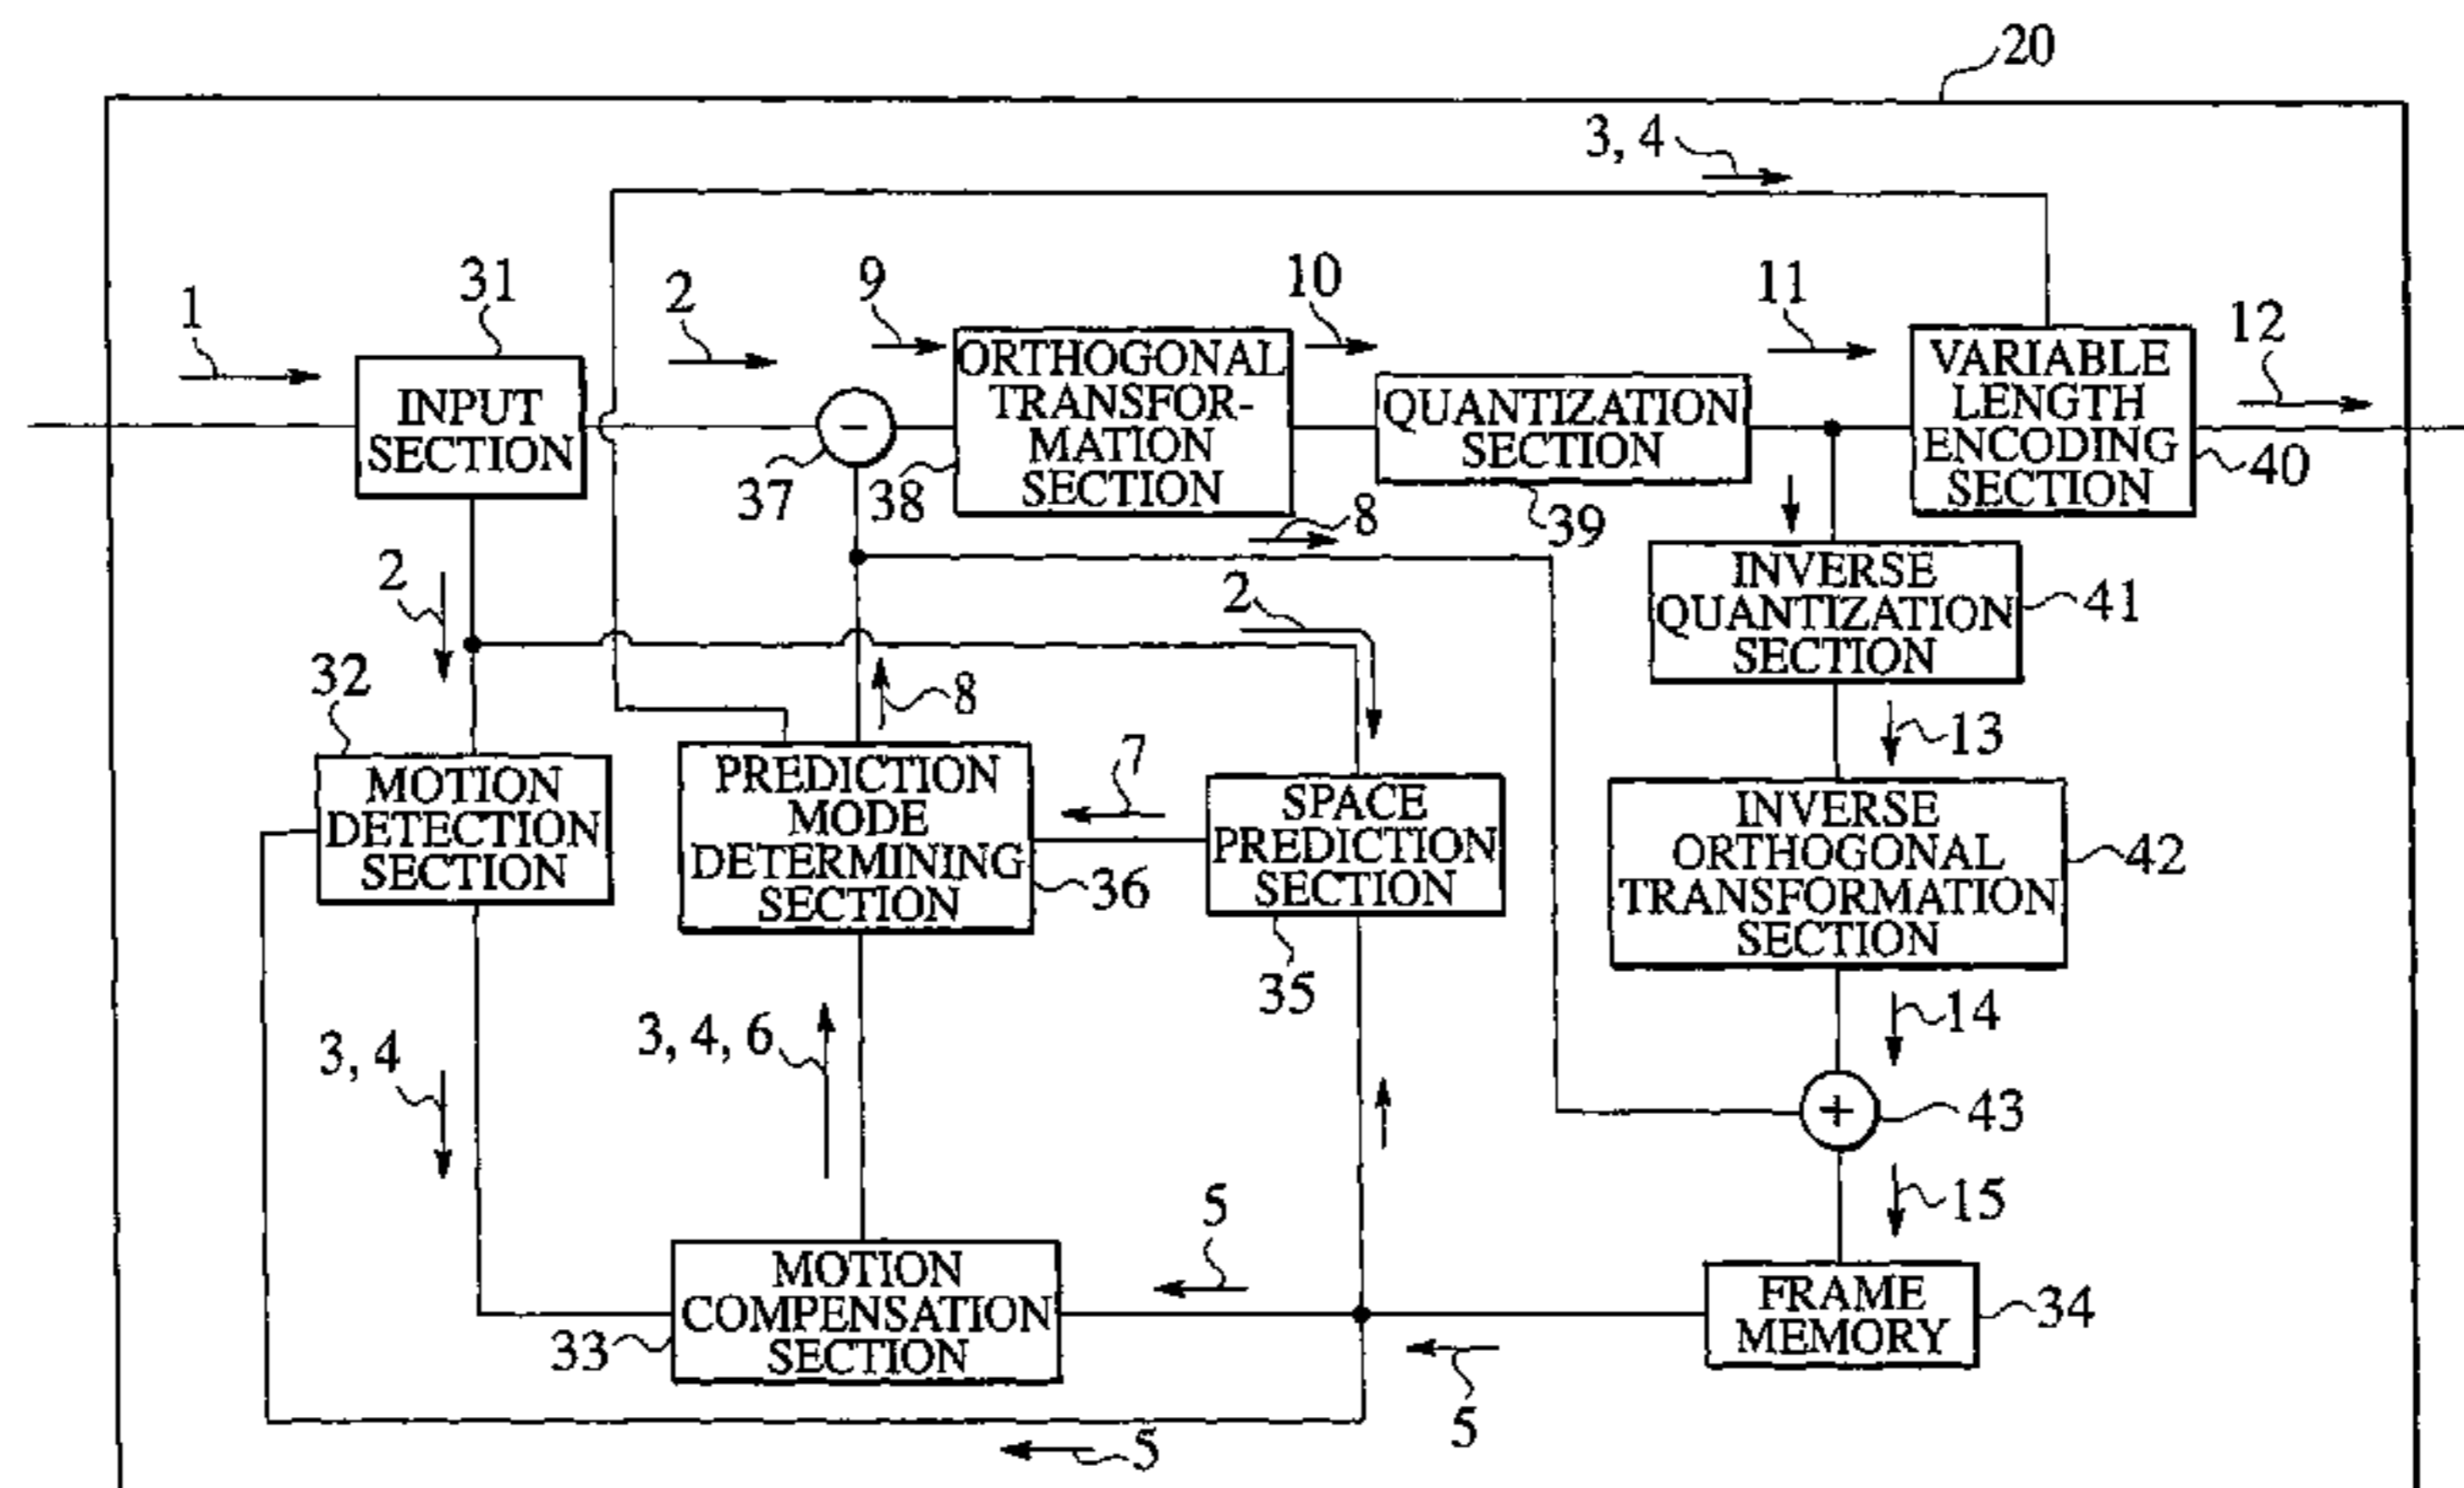 20
3, 4
1
31
2
9
10
11
12
INPUT
SECTION
ORTHOGONAL
TRANSFOR-
MATION
SECTION
QUANTIZATION
SECTION
VARIABLE
LENGTH
ENCODING
SECTION
-
37
38
39
40
8
2
2
INVERSE
QUANTIZATION
SECTION
41
32
8
7
13
MOTION
DETECTION
SECTION
PREDICTION
MODE
DETERMINING
SECTION
36
SPACE
PREDICTION
SECTION
35
INVERSE
ORTHOGONAL
TRANSFORMATION
SECTION
42
3, 4
3, 4, 6
14
+
43
5
15
MOTION
COMPENSATION
SECTION
33
FRAME
MEMORY
34
5
5